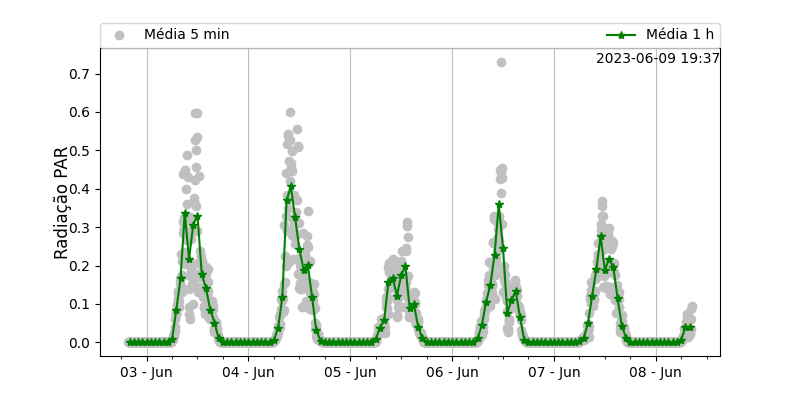 Média 5 min
Média 1 h
2023-06-09 19:37
Radiação PAR
0.7
0.6
0.5
0.4
0.3
0.2
0.1
0.0
03 - Jun
04 - Jun
05 - Jun
06 - Jun
07 - Jun
08 - Jun